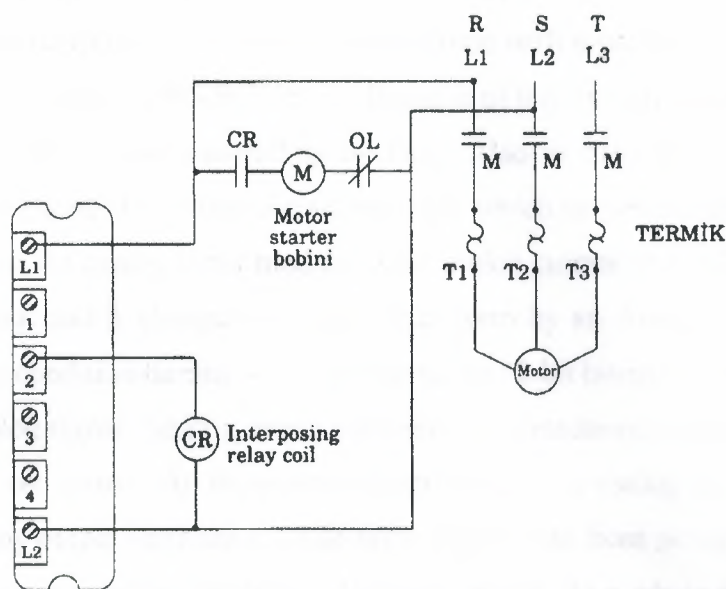 R S T
L1 L2 L3
CR OL
M
M M M
Motor
starter
bobini
TERMİK
T1 T2 T3
Motor
L1
1
2
3
4
L2
CR
Interposing
relay coil